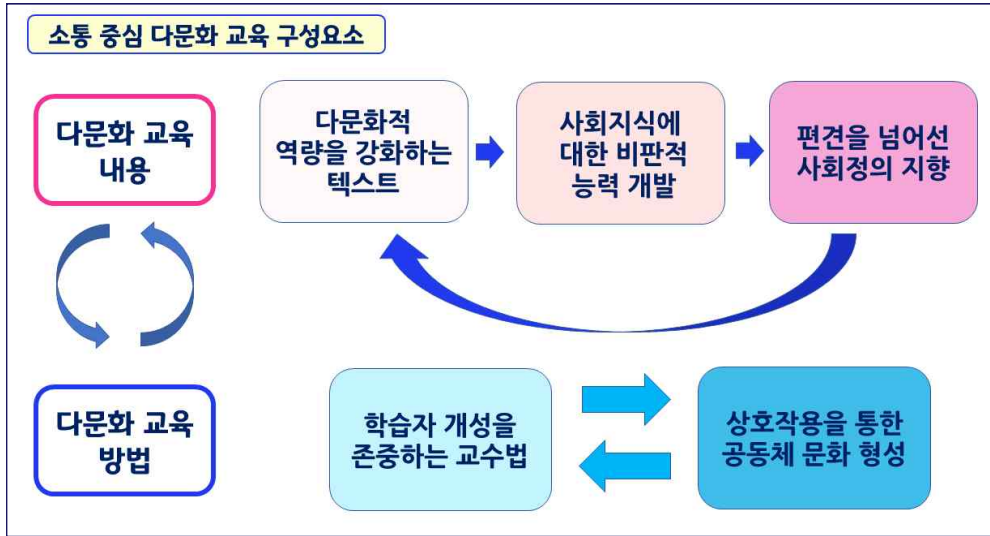 소통 중심 다문화 교육 구성요소
다문화 교육
내용
다문화적
역량을 강화하는
텍스트
사회지식에
대한 비판적
능력 개발
편견을 넘어선
사회정의 지향
다문화 교육
방법
학습자 개성을
존중하는 교수법
상호작용을 통한
공동체 문화 형성